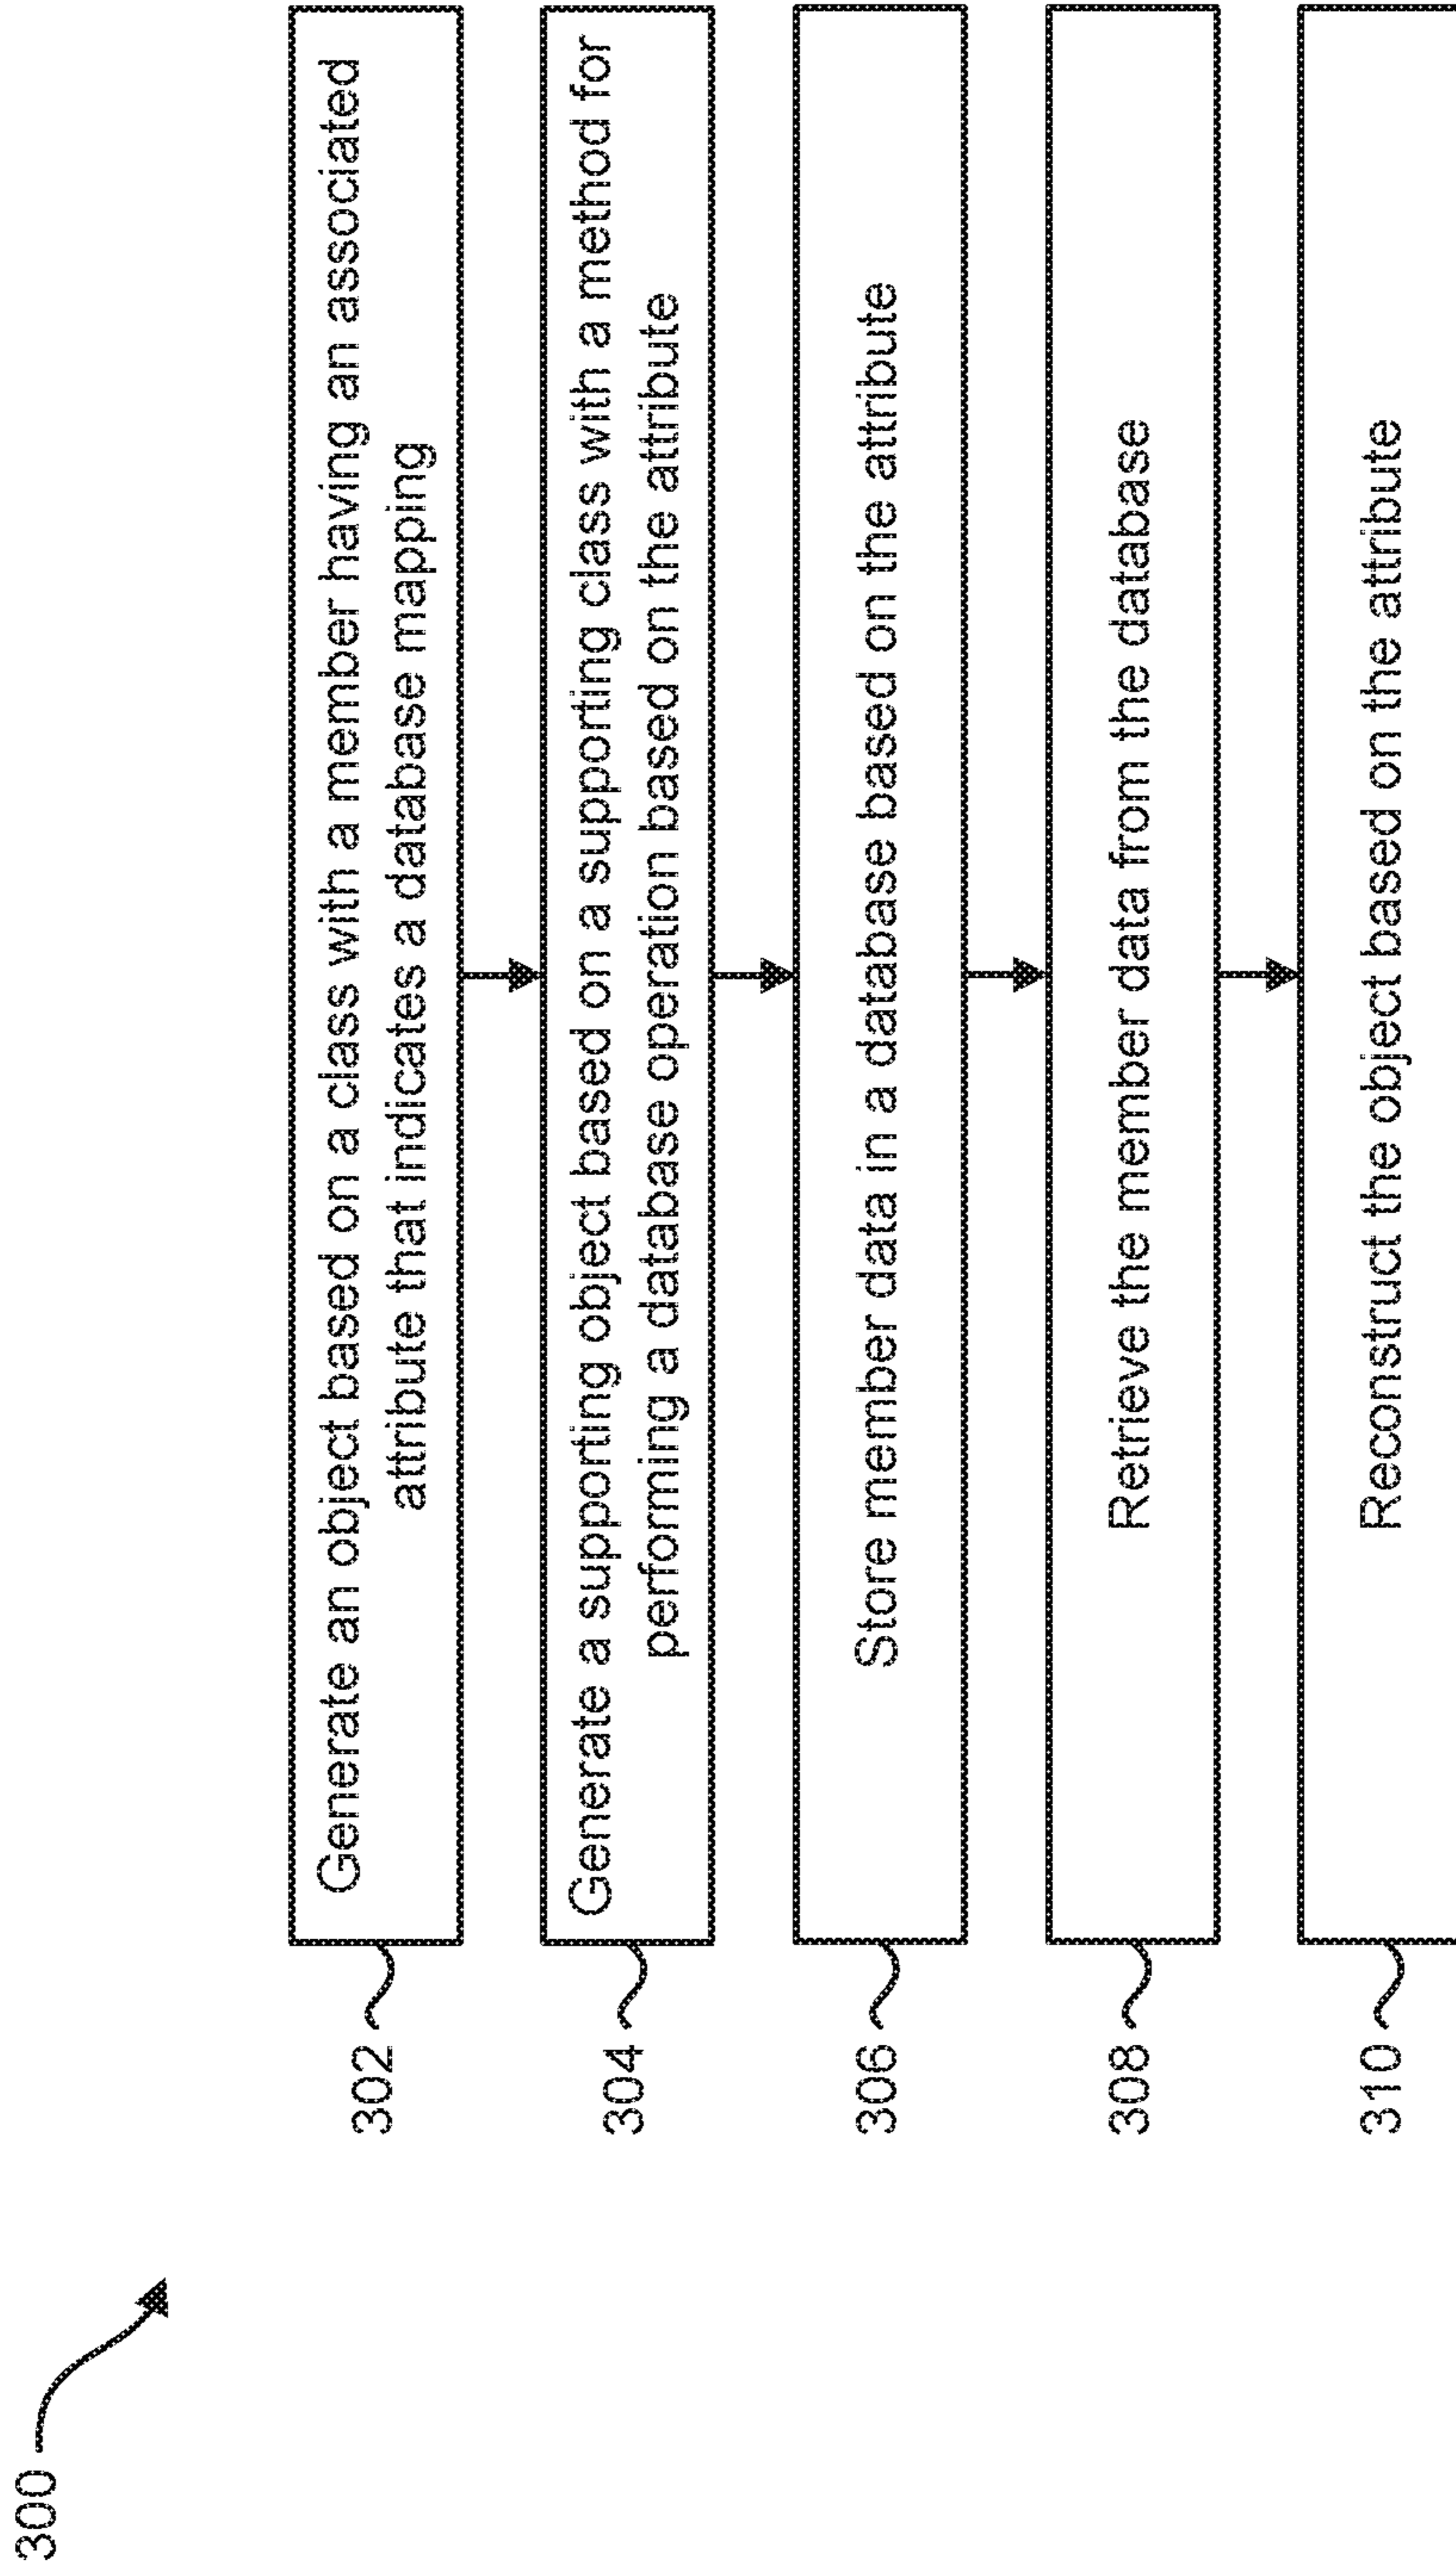 300
302
Generate an object based on a class with a member having an associated
attribute that indicates a database mapping
304
Generate a supporting object based on a supporting class with a method for
performing a database operation based on the attribute
306
Store member data in a database based on the attribute
308
Retrieve the member data from the database
310
Reconstruct the object based on the attribute